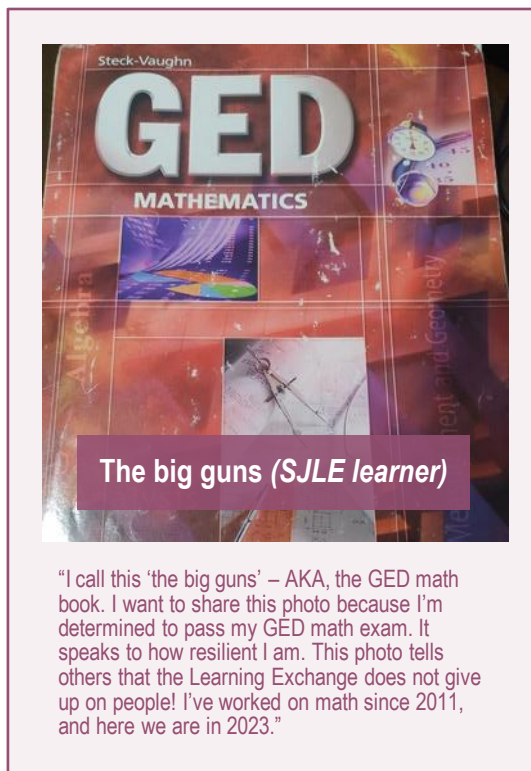 Steck-Vaughn
GED
MATHEMATICS
Algebra
Measurement and Geometry
The big guns (SJLE learner)
“I call this ‘the big guns’ – AKA, the GED math
book. I want to share this photo because I’m
determined to pass my GED math exam. It
speaks to how resilient I am. This photo tells
others that the Learning Exchange does not give
up on people! I’ve worked on math since 2011,
and here we are in 2023.”